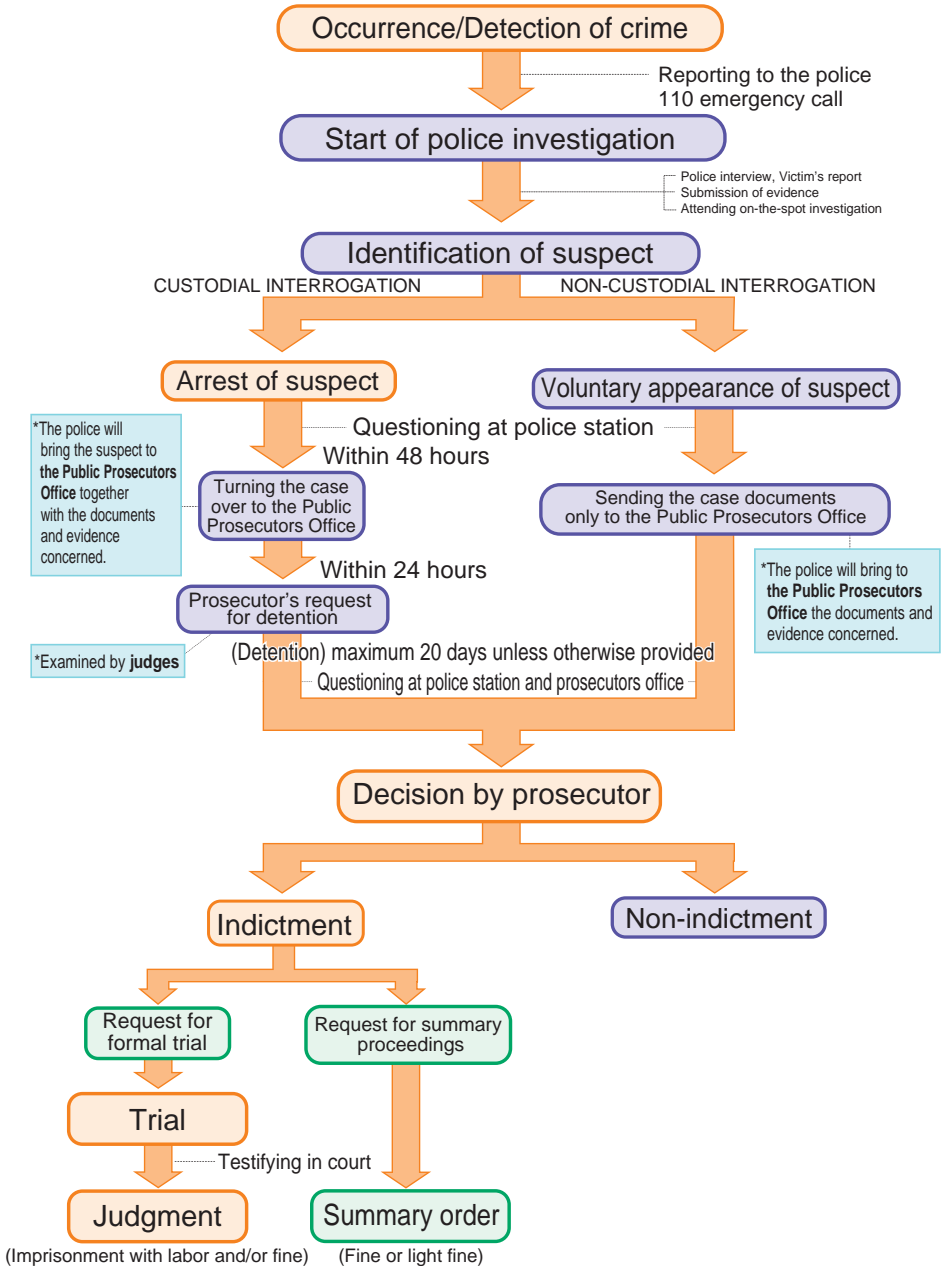 Occurrence/Detection of crime
Reporting to the police
110 emergency call
Start of police investigation
Police interview, Victim's report
Submission of evidence
Attending on-the-spot investigation
Identification of suspect
CUSTODIAL INTERROGATION
NON-CUSTODIAL INTERROGATION
Arrest of suspect
Voluntary appearance of suspect
Questioning at police station
Within 48 hours
*The police will
bring the suspect to
the Public Prosecutors
Office together
with the documents
and evidence
concerned.
Turning the case
over to the Public
Prosecutors Office
Sending the case documents
only to the Public Prosecutors Office
Within 24 hours
*The police will bring to
the Public Prosecutors
Office the documents and
evidence concerned.
Prosecutor's request
for detention
*Examined by judges
(Detention) maximum 20 days unless otherwise provided
Questioning at police station and prosecutors office
Decision by prosecutor
Indictment
Non-indictment
Request for
formal trial
Request for summary
proceedings
Trial
Testifying in court
Judgment
(Imprisonment with labor and/or fine)
Summary order
(Fine or light fine)